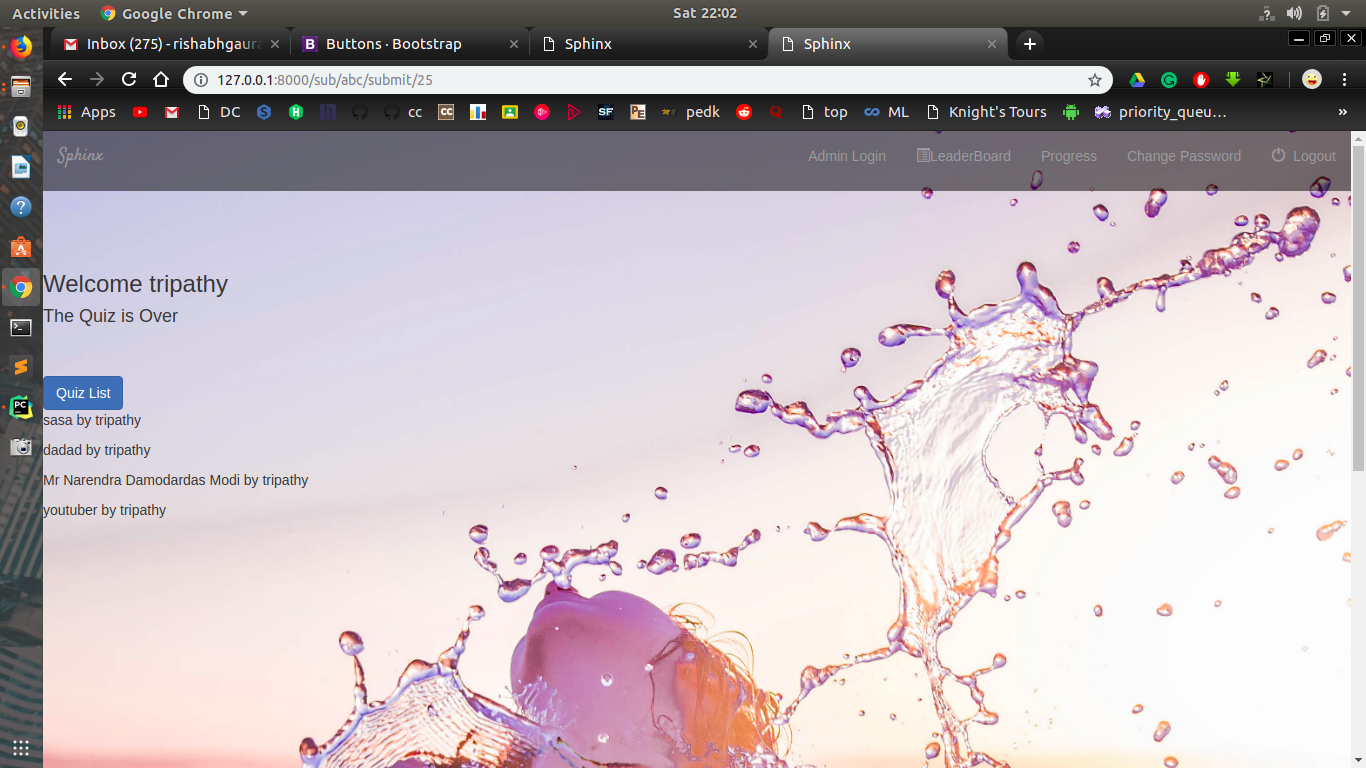 Activities Google Chrome Sat 22:02
Inbox (275) - rishabhgaura
Buttons · Bootstrap
Sphinx
Sphinx
127.0.0.1:8000/sub/abc/submit/25
Apps DC cc pedk top ML Knight's Tours priority_queu... »
Sphinx
Admin Login LeaderBoard Progress Change Password Logout
Welcome tripathy
The Quiz is Over
Quiz List
sasa by tripathy
dadad by tripathy
Mr Narendra Damodardas Modi by tripathy
youtuber by tripathy